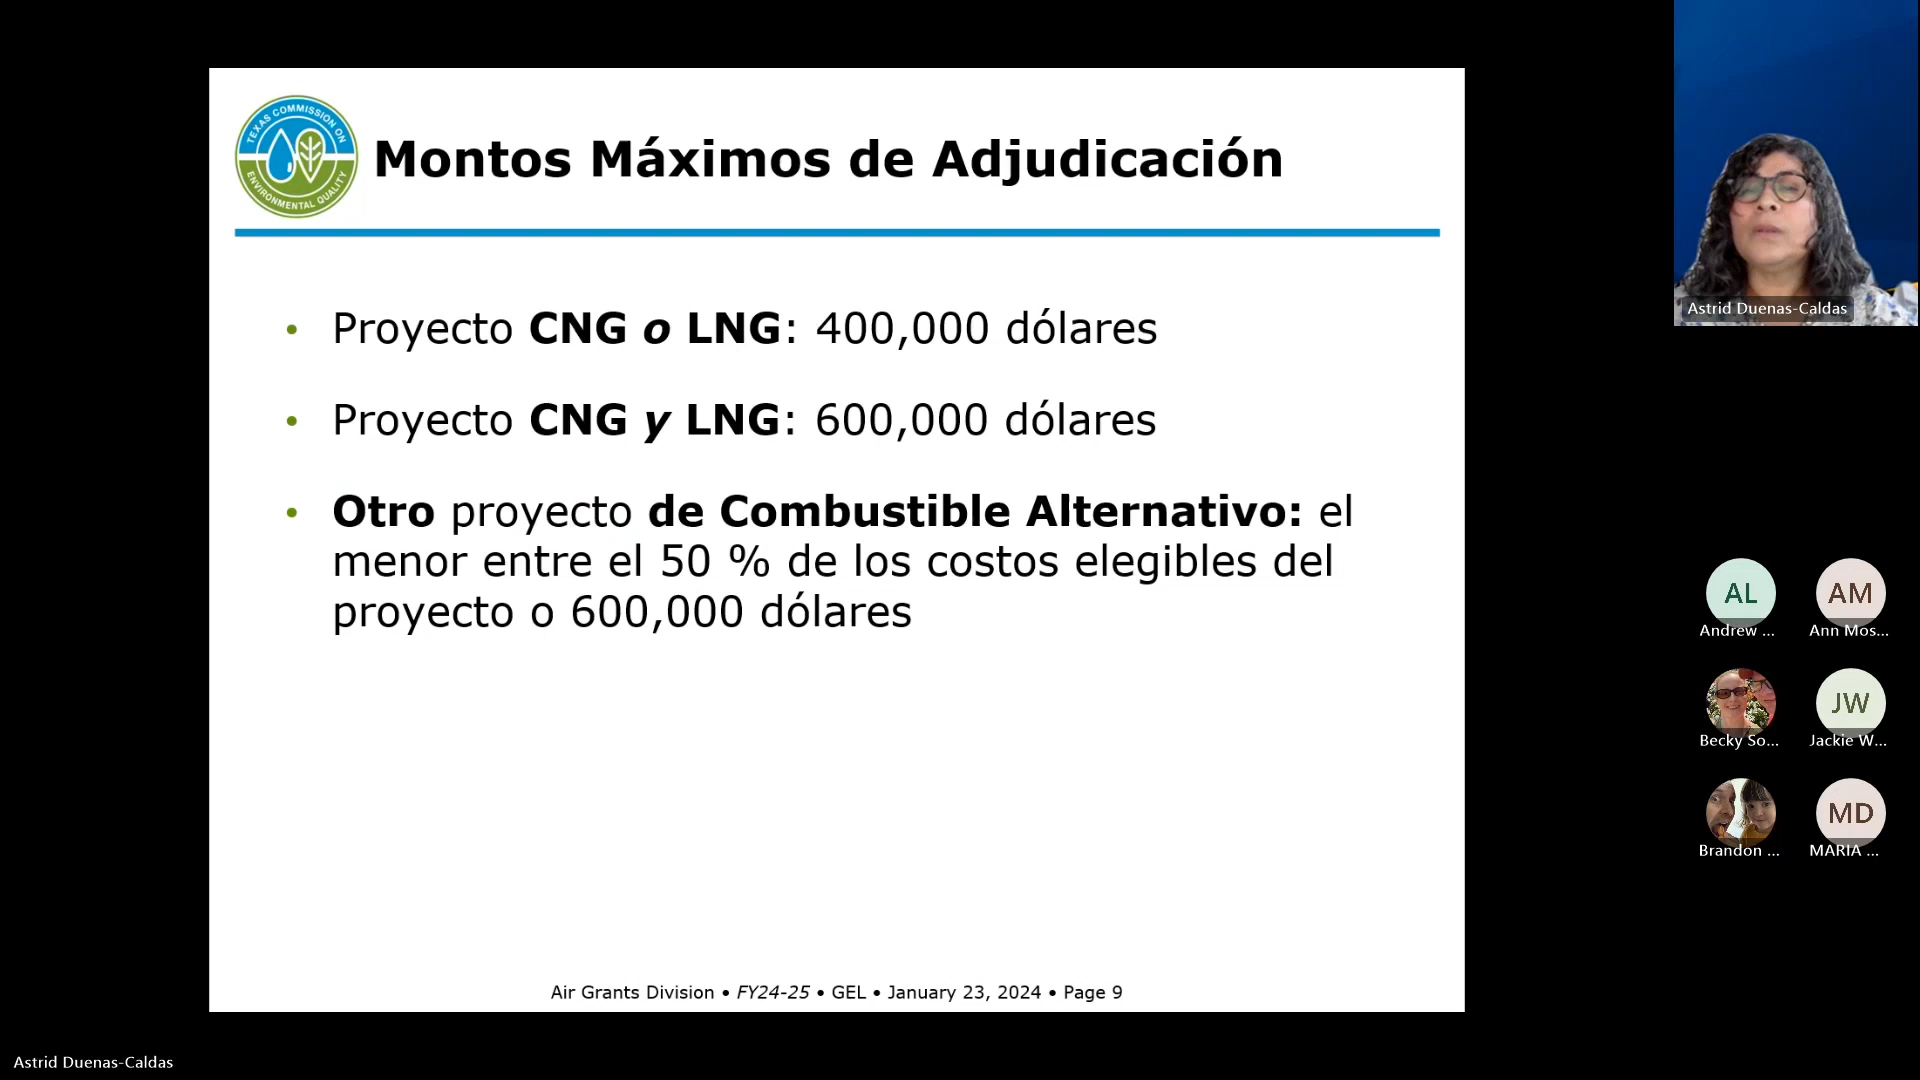 TEXAS COMMISSION ON
ENVIRONMENTAL QUALITY
Montos Máximos de Adjudicación
• Proyecto CNG o LNG: 400,000 dólares
• Proyecto CNG y LNG: 600,000 dólares
• Otro proyecto de Combustible Alternativo: el
menor entre el 50 % de los costos elegibles del
proyecto o 600,000 dólares
Air Grants Division • FY24-25 • GEL • January 23, 2024 • Page 9
Astrid Duenas-Caldas
AL
Andrew ...
AM
Ann Mos...
Becky So...
JW
Jackie W...
Brandon ...
MD
MARIA ...
Astrid Duenas-Caldas